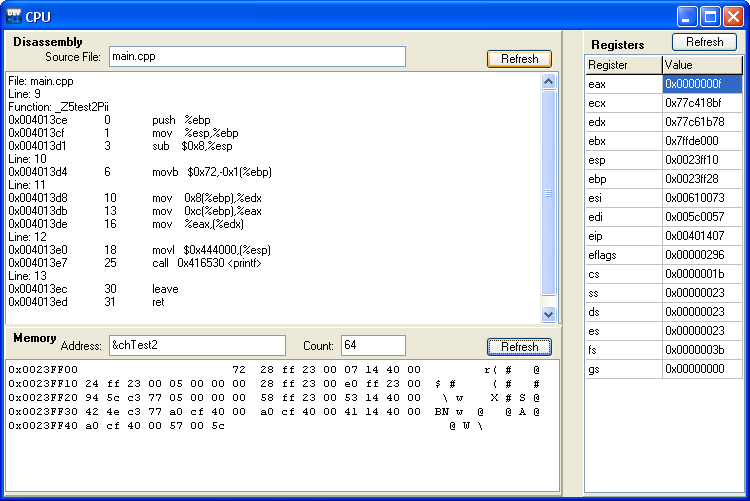 CPU
Disassembly
Source File: main.cpp Refresh
File: main.cpp
Line: 9
Function: _Z5test2Pii
0x004013ce 0 push %ebp
0x004013cf 1 mov %esp,%ebp
0x004013d1 3 sub $0x8,%esp
Line: 10
0x004013d4 6 movb $0x72,-0x1(%ebp)
Line: 11
0x004013d8 10 mov 0x8(%ebp),%edx
0x004013db 13 mov 0xc(%ebp),%eax
0x004013de 16 mov %eax,(%edx)
Line: 12
0x004013e0 18 movl $0x444000,(%esp)
0x004013e7 25 call 0x416530 <printf>
Line: 13
0x004013ec 30 leave
0x004013ed 31 ret
Memory Address: &chTest2 Count: 64 Refresh
0x0023FF00 72 28 ff 23 00 07 14 40 00 r( # @
0x0023FF10 24 ff 23 00 05 00 00 00 28 ff 23 00 e0 ff 23 00 $ # ( # #
0x0023FF20 94 5c c3 77 05 00 00 00 58 ff 23 00 53 14 40 00 \ w X # S @
0x0023FF30 42 4e c3 77 a0 cf 40 00 a0 cf 40 00 41 14 40 00 BN w @ @ A @
0x0023FF40 a0 cf 40 00 57 00 5c @ W \
Registers Refresh
Register Value
eax 0x0000000f
ecx 0x77c418bf
edx 0x77c61b78
ebx 0x7ffde000
esp 0x0023ff10
ebp 0x0023ff28
esi 0x00610073
edi 0x005c0057
eip 0x00401407
eflags 0x00000296
cs 0x0000001b
ss 0x00000023
ds 0x00000023
es 0x00000023
fs 0x0000003b
gs 0x00000000